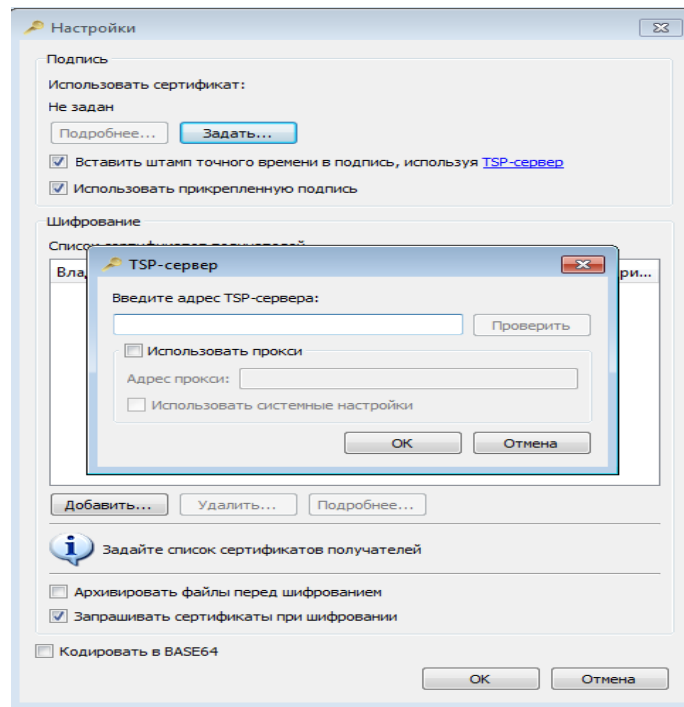 Настройки
Подпись
Использовать сертификат:
Не задан
Подробнее... Задать...
Вставить штамп точного времени в подпись, используя TSP-сервер
Использовать прикрепленную подпись
Шифрование
TSP-сервер
Введите адрес TSP-сервера:
Проверить
Использовать прокси
Адрес прокси:
Использовать системные настройки
OK Отмена
Добавить... Удалить... Подробнее...
Задайте список сертификатов получателей
Архивировать файлы перед шифрованием
Запрашивать сертификаты при шифровании
Кодировать в BASE64
OK Отмена